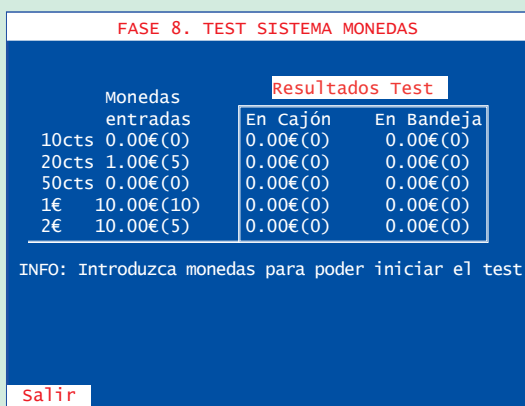 FASE 8. TEST SISTEMA MONEDAS
Resultados Test
Monedas
entradas En Cajón En Bandeja
10cts 0.00€(0) 0.00€(0) 0.00€(0)
20cts 1.00€(5) 0.00€(0) 0.00€(0)
50cts 0.00€(0) 0.00€(0) 0.00€(0)
1€ 10.00€(10) 0.00€(0) 0.00€(0)
2€ 10.00€(5) 0.00€(0) 0.00€(0)
INFO: Introduzca monedas para poder iniciar el test
Salir